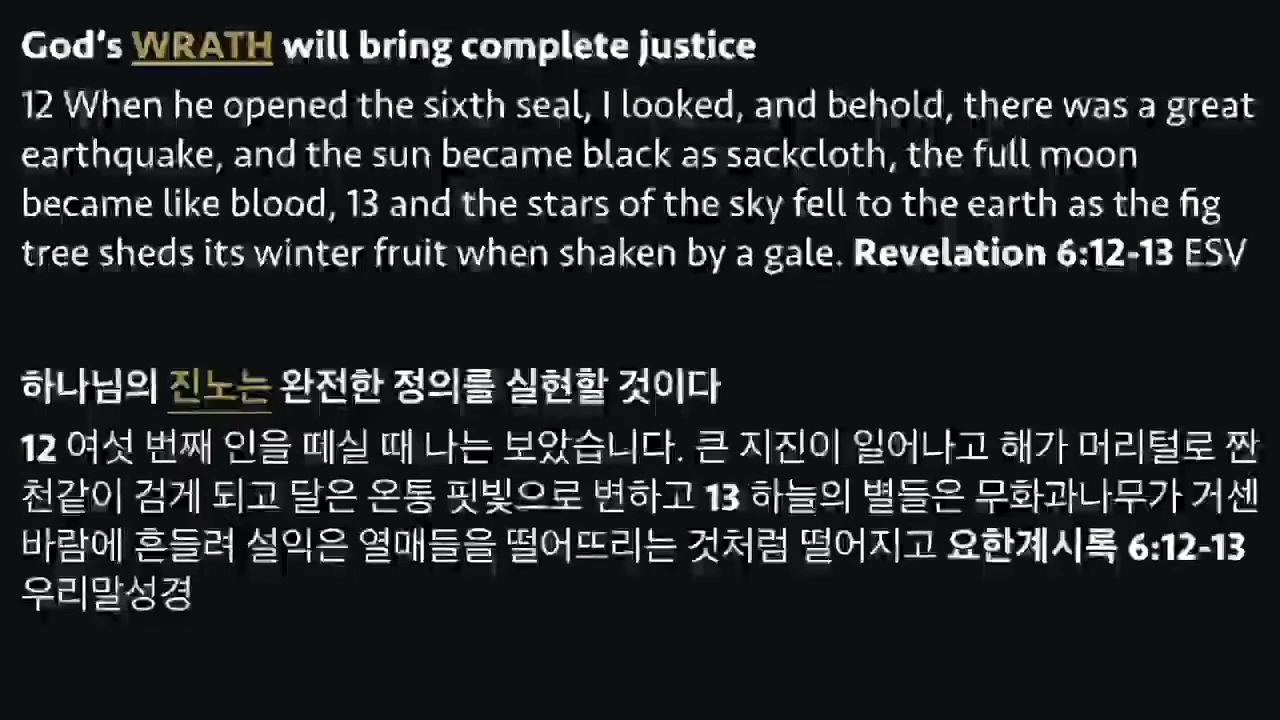 God's WRATH will bring complete justice
12 When he opened the sixth seal, I looked, and behold, there was a great
earthquake, and the sun became black as sackcloth, the full moon
became like blood, 13 and the stars of the sky fell to the earth as the fig
tree sheds its winter fruit when shaken by a gale. Revelation 6:12-13 ESV
하나님의 진노는 완전한 정의를 실현할 것이다
12 여섯 번째 인을 떼실 때 나는 보았습니다. 큰 지진이 일어나고 해가 머리털로 짠
천같이 검게 되고 달은 온통 핏빛으로 변하고 13 하늘의 별들은 무화과나무가 거센
바람에 흔들려 설익은 열매들을 떨어뜨리는 것처럼 떨어지고 요한계시록 6:12-13
우리말성경